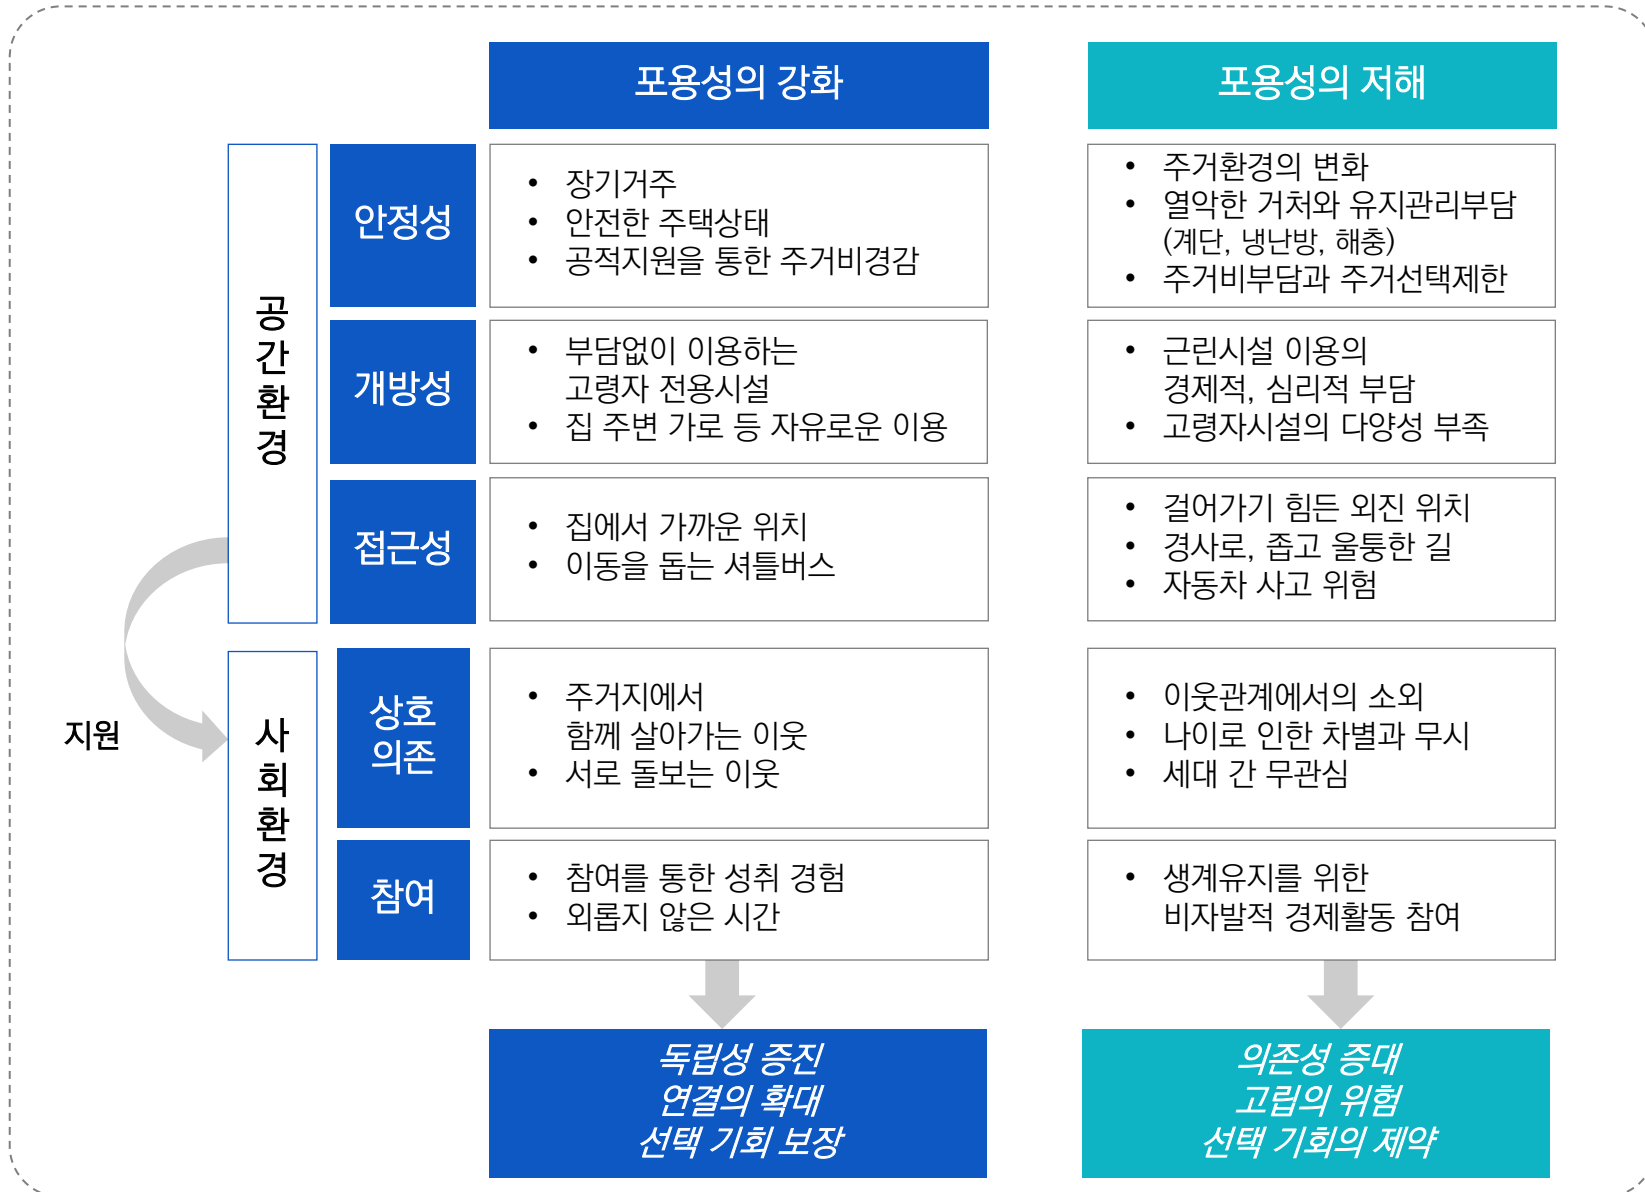 포용성의 강화
포용성의 저해
공간환경
안정성
• 장기거주
• 안전한 주택상태
• 공적지원을 통한 주거비경감
• 주거환경의 변화
• 열악한 거처와 유지관리부담
(계단, 냉난방, 해충)
• 주거비부담과 주거선택제한
개방성
• 부담없이 이용하는
고령자 전용시설
• 집 주변 가로 등 자유로운 이용
• 근린시설 이용의
경제적, 심리적 부담
• 고령자시설의 다양성 부족
접근성
• 집에서 가까운 위치
• 이동을 돕는 셔틀버스
• 걸어가기 힘든 외진 위치
• 경사로, 좁고 울퉁한 길
• 자동차 사고 위험
지원
사회환경
상호
의존
• 주거지에서
함께 살아가는 이웃
• 서로 돌보는 이웃
• 이웃관계에서의 소외
• 나이로 인한 차별과 무시
• 세대 간 무관심
참여
• 참여를 통한 성취 경험
• 외롭지 않은 시간
• 생계유지를 위한
비자발적 경제활동 참여
독립성 증진
연결의 확대
선택 기회 보장
의존성 증대
고립의 위험
선택 기회의 제약